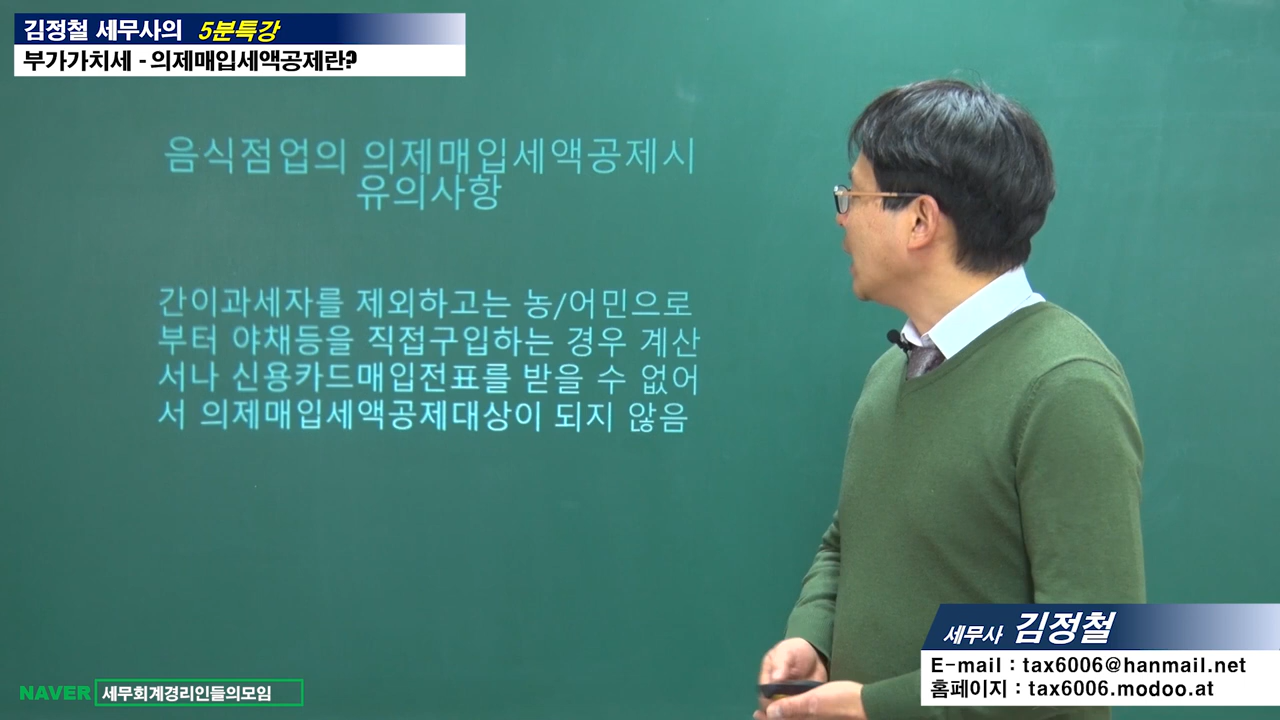 김정철 세무사의 5분특강
부가가치세 - 의제매입세액공제란?
음식점업의 의제매입세액공제시
유의사항
간이과세자를 제외하고는 농/어민으로
부터 야채등을 직접구입하는 경우 계산
서나 신용카드매입전표를 받을 수 없어
서 의제매입세액공제대상이 되지 않음
세무사 김정철
E-mail : tax6006@hanmail.net
홈페이지 : tax6006.modoo.at
NAVER 세무회계경리인들의모임